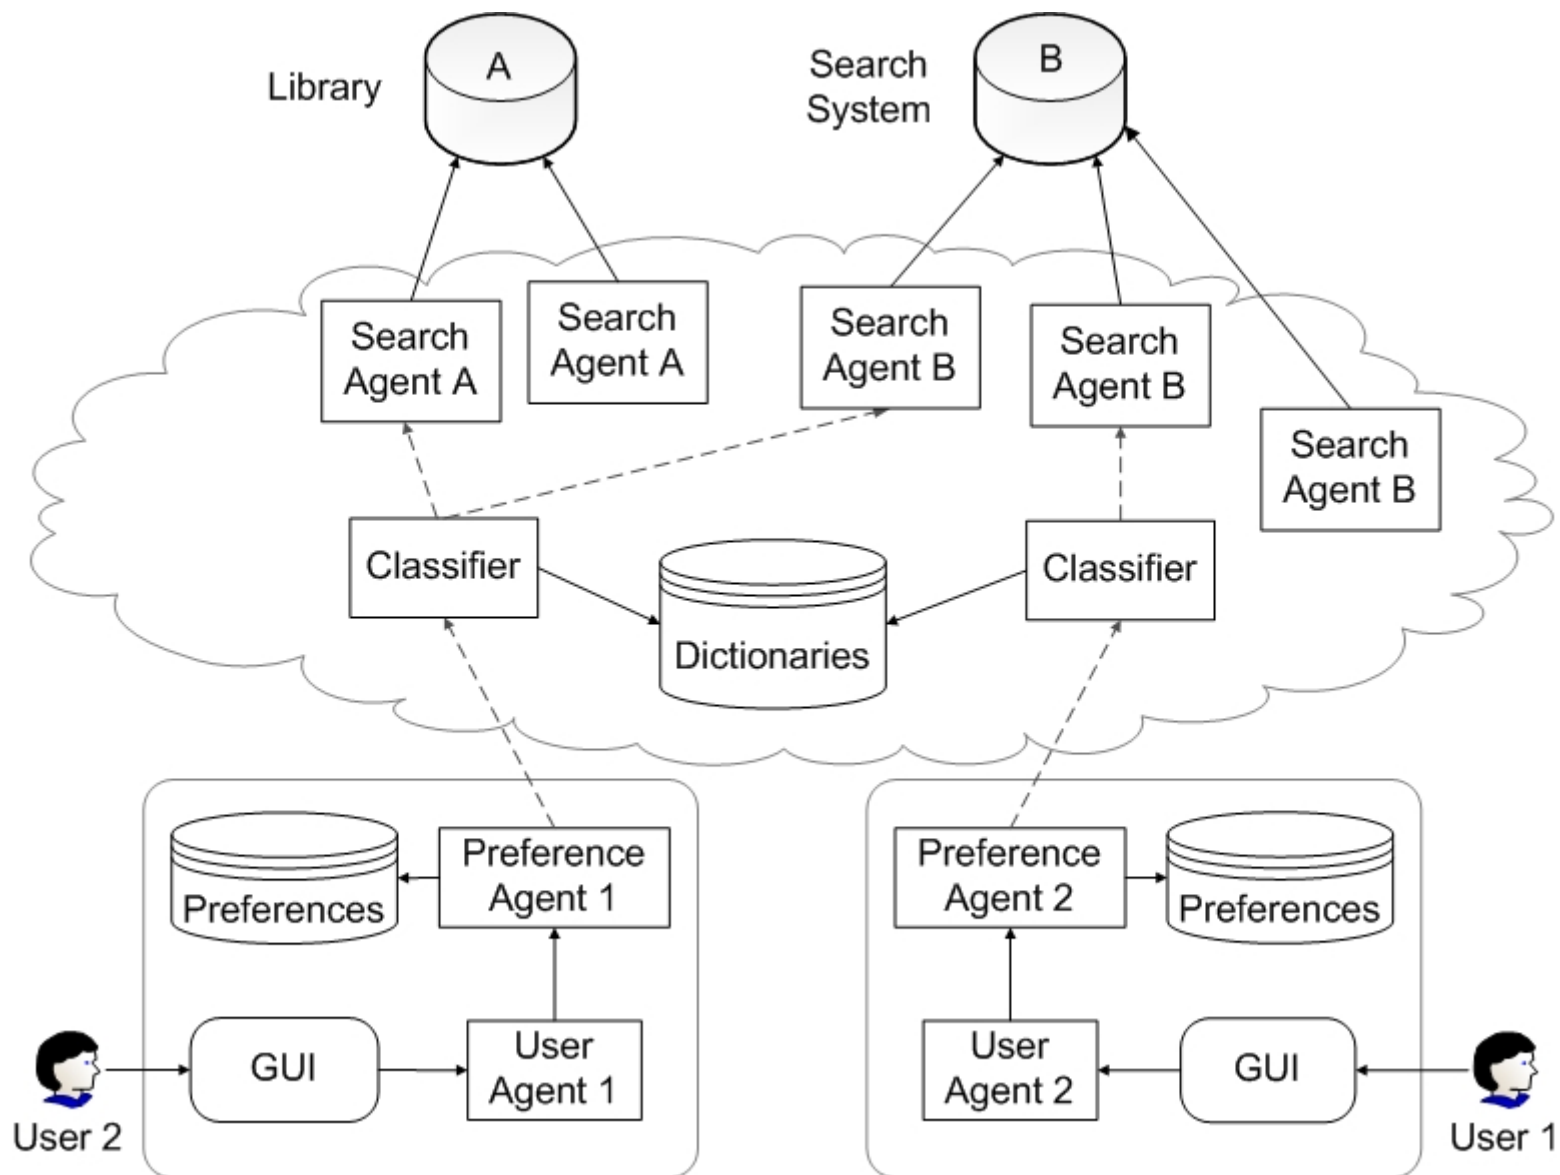 A
Library
B
Search
System
Search
Agent A
Search
Agent A
Search
Agent B
Search
Agent B
Search
Agent B
Classifier
Dictionaries
Classifier
Preferences
Preference
Agent 1
Preference
Agent 2
Preferences
GUI
User
Agent 1
User
Agent 2
GUI
User 2
User 1